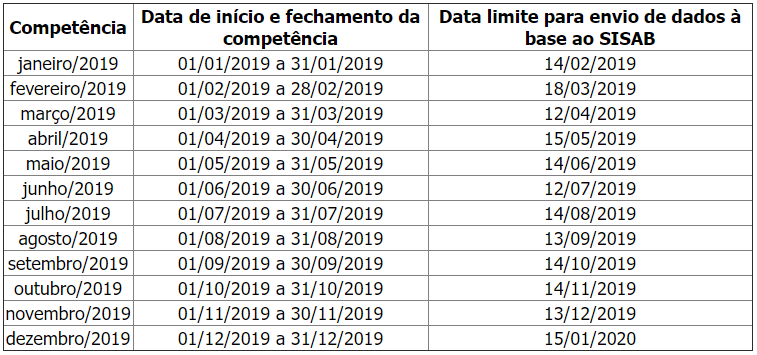 Competência Data de início e fechamento da competência Data limite para envio de dados à base ao SISAB
janeiro/2019 01/01/2019 a 31/01/2019 14/02/2019
fevereiro/2019 01/02/2019 a 28/02/2019 18/03/2019
março/2019 01/03/2019 a 31/03/2019 12/04/2019
abril/2019 01/04/2019 a 30/04/2019 15/05/2019
maio/2019 01/05/2019 a 31/05/2019 14/06/2019
junho/2019 01/06/2019 a 30/06/2019 12/07/2019
julho/2019 01/07/2019 a 31/07/2019 14/08/2019
agosto/2019 01/08/2019 a 31/08/2019 13/09/2019
setembro/2019 01/09/2019 a 30/09/2019 14/10/2019
outubro/2019 01/10/2019 a 31/10/2019 14/11/2019
novembro/2019 01/11/2019 a 30/11/2019 13/12/2019
dezembro/2019 01/12/2019 a 31/12/2019 15/01/2020